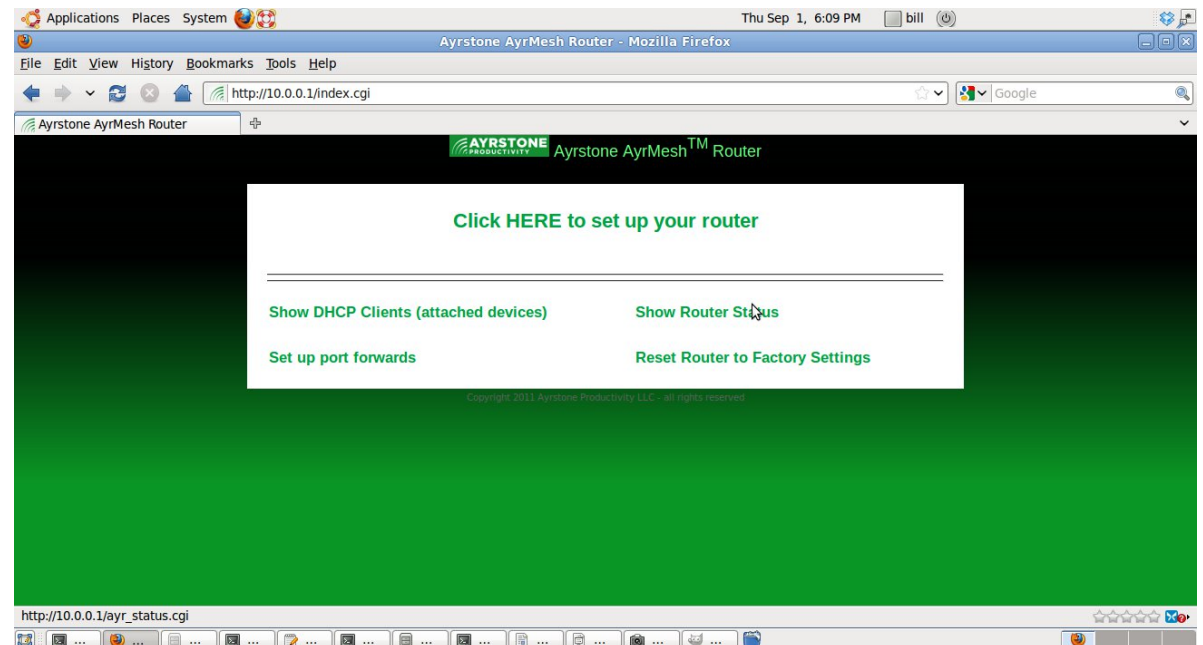 Applications Places System Thu Sep 1, 6:09 PM bill
Ayrstone AyrMesh Router - Mozilla Firefox
File Edit View History Bookmarks Tools Help
http://10.0.0.1/index.cgi Google
Ayrstone AyrMesh Router
AYRSTONE PRODUCTIVITY Ayrstone AyrMesh™ Router
Click HERE to set up your router
Show DHCP Clients (attached devices) Show Router Status
Set up port forwards Reset Router to Factory Settings
Copyright 2011 Ayrstone Productivity LLC - all rights reserved
http://10.0.0.1/ayr_status.cgi
... ... ... ... ... ... ... ... ... ... ... ...